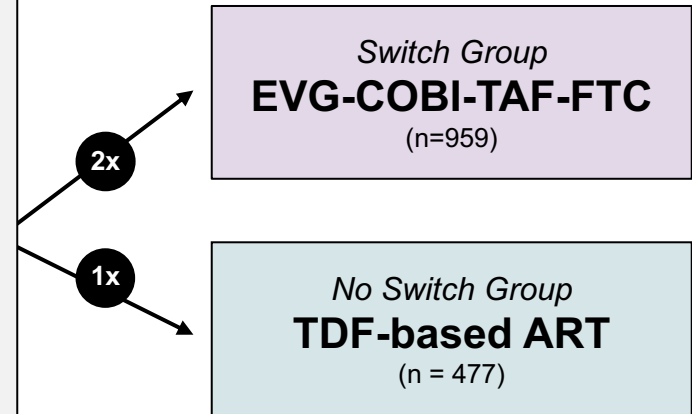 Switch Group
EVG-COBI-TAF-FTC
(n=959)
2x
1x
No Switch Group
TDF-based ART
(n = 477)